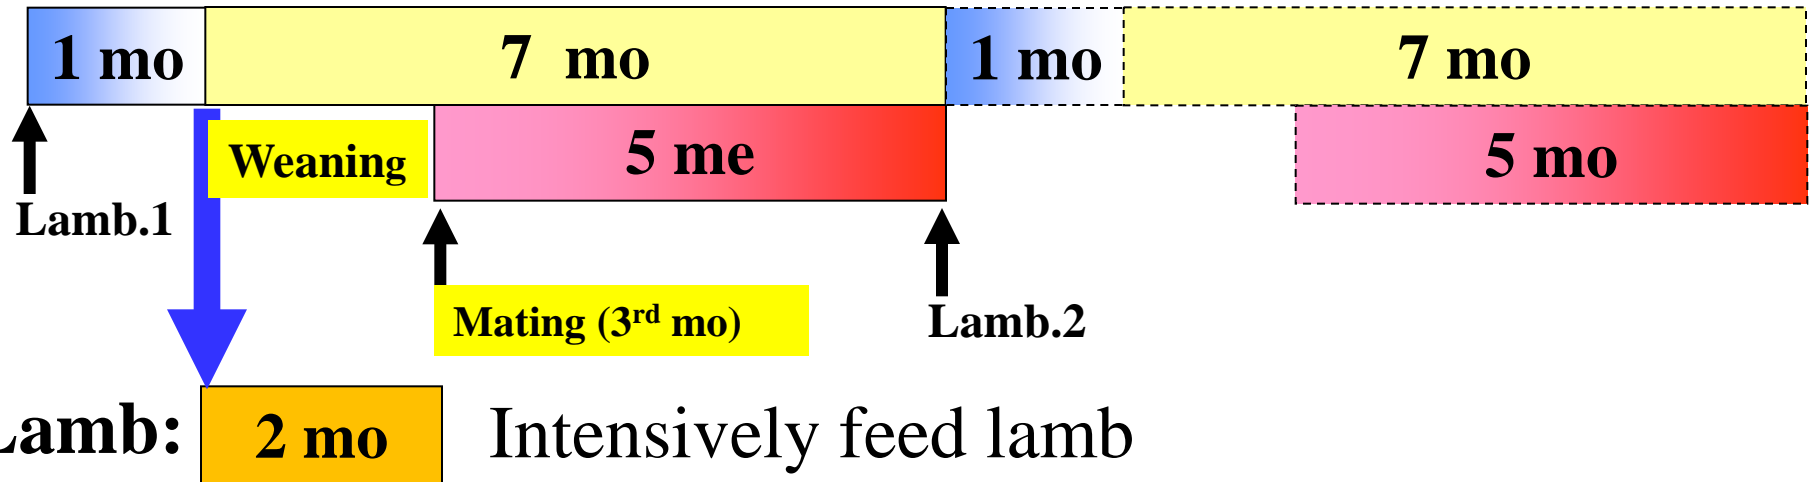 1 mo 7 mo 1 mo 7 mo
Weaning 5 me 5 mo
Lamb.1
Mating (3rd mo) Lamb.2
Lamb: 2 mo Intensively feed lamb